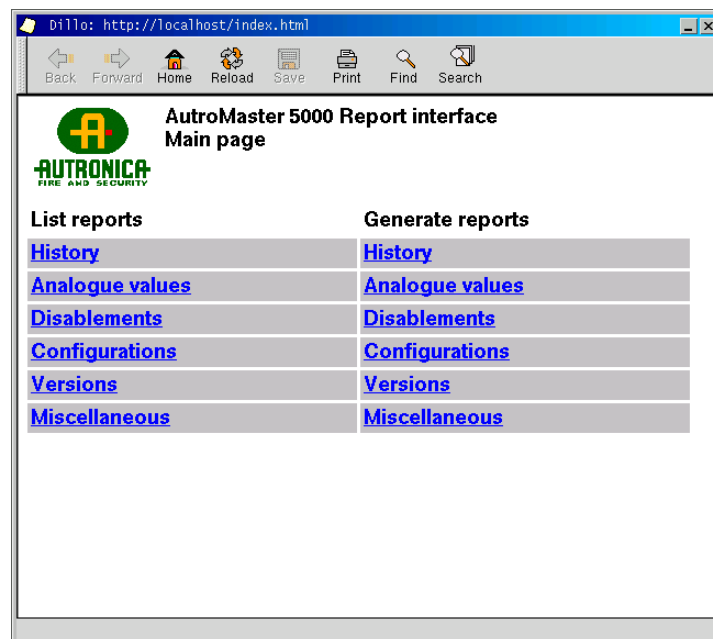 Dillo: http://localhost/index.html
Back Forward Home Reload Save Print Find Search
AutroMaster 5000 Report interface
Main page
AUTRONICA
FIRE AND SECURITY
List reports Generate reports
History History
Analogue values Analogue values
Disablements Disablements
Configurations Configurations
Versions Versions
Miscellaneous Miscellaneous